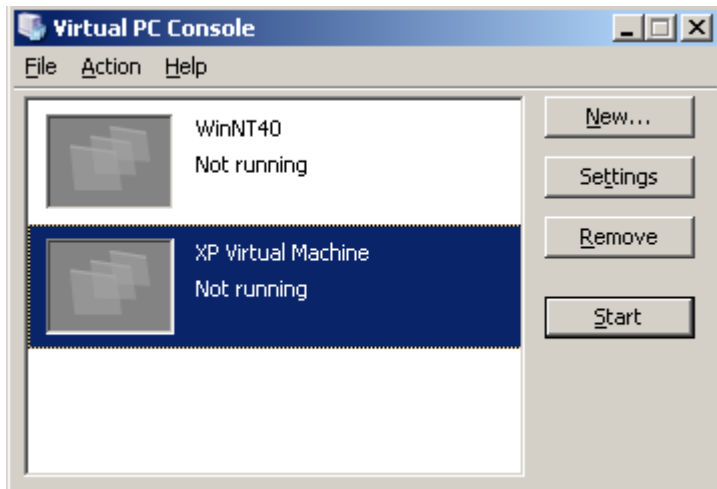 Virtual PC Console
File Action Help
WinNT40
Not running
XP Virtual Machine
Not running
New...
Settings
Remove
Start